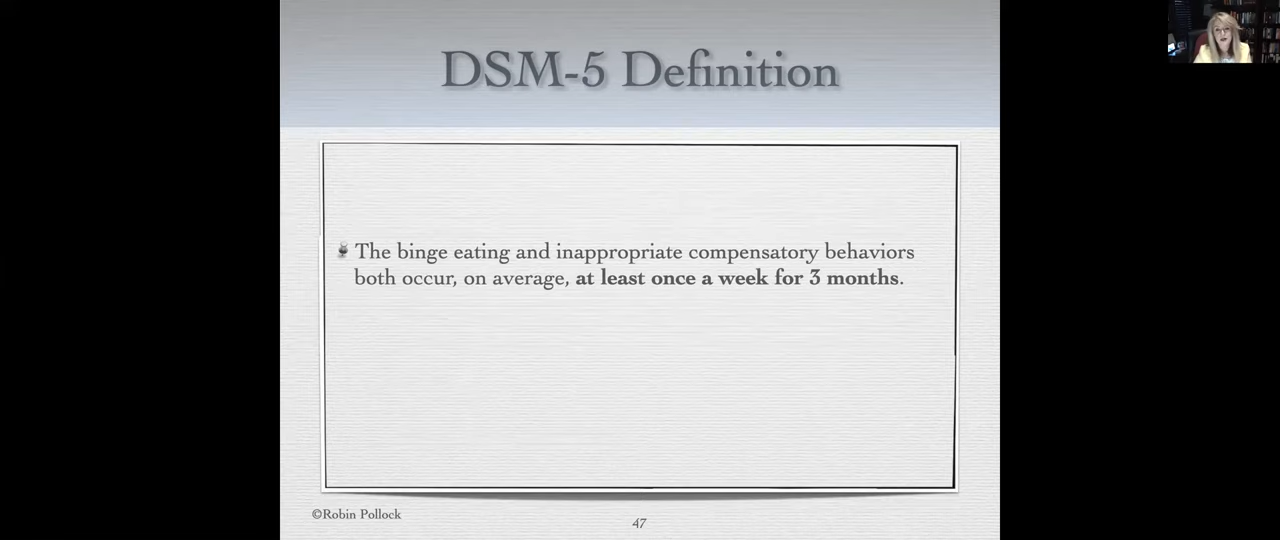 DSM-5 Definition
The binge eating and inappropriate compensatory behaviors
both occur, on average, at least once a week for 3 months.
©Robin Pollock
47